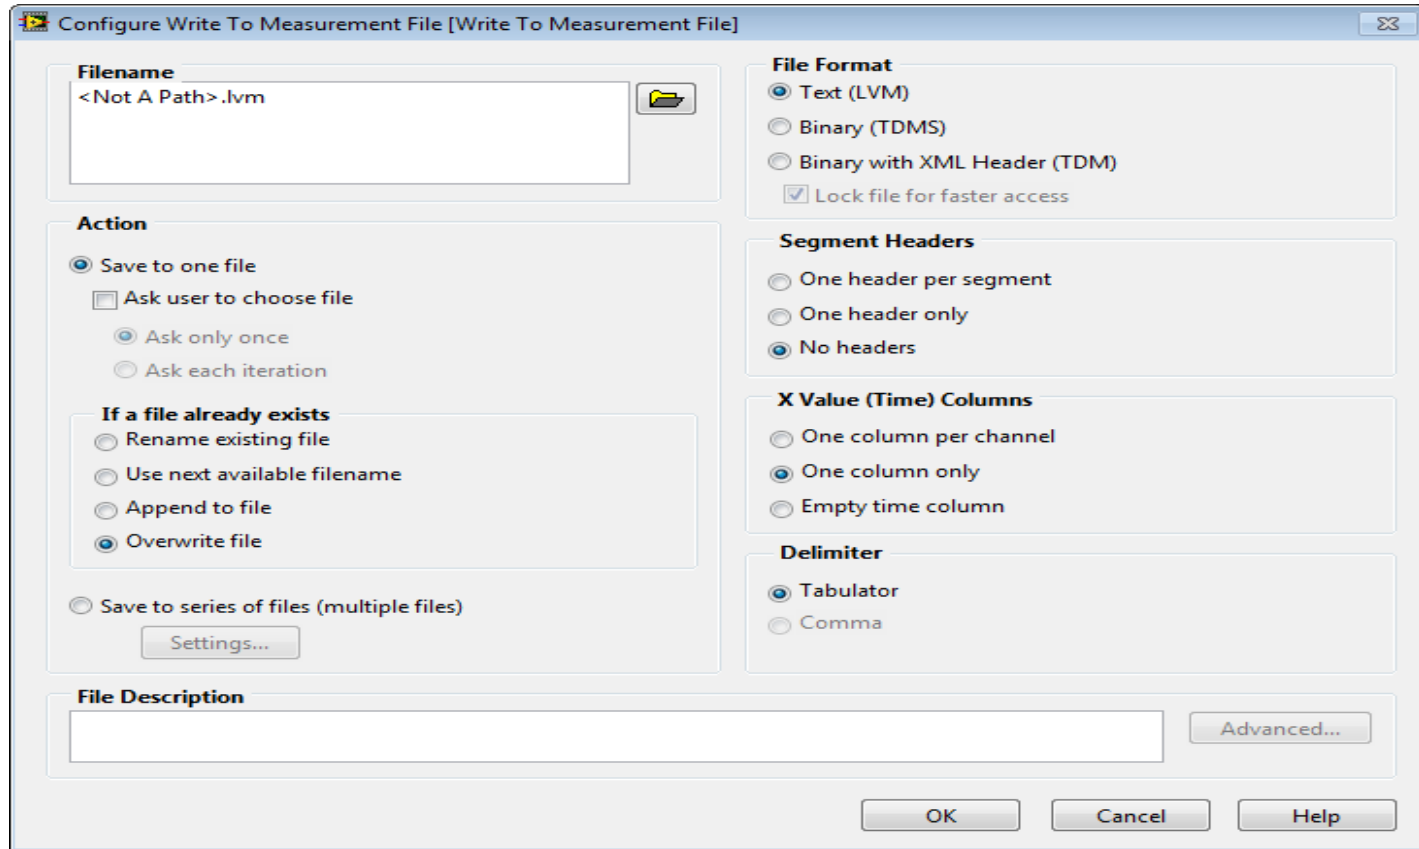 Configure Write To Measurement File [Write To Measurement File]
Filename
<Not A Path>.lvm
Action
Save to one file
Ask user to choose file
Ask only once
Ask each iteration
If a file already exists
Rename existing file
Use next available filename
Append to file
Overwrite file
Save to series of files (multiple files)
Settings...
File Format
Text (LVM)
Binary (TDMS)
Binary with XML Header (TDM)
Lock file for faster access
Segment Headers
One header per segment
One header only
No headers
X Value (Time) Columns
One column per channel
One column only
Empty time column
Delimiter
Tabulator
Comma
File Description
Advanced...
OK
Cancel
Help